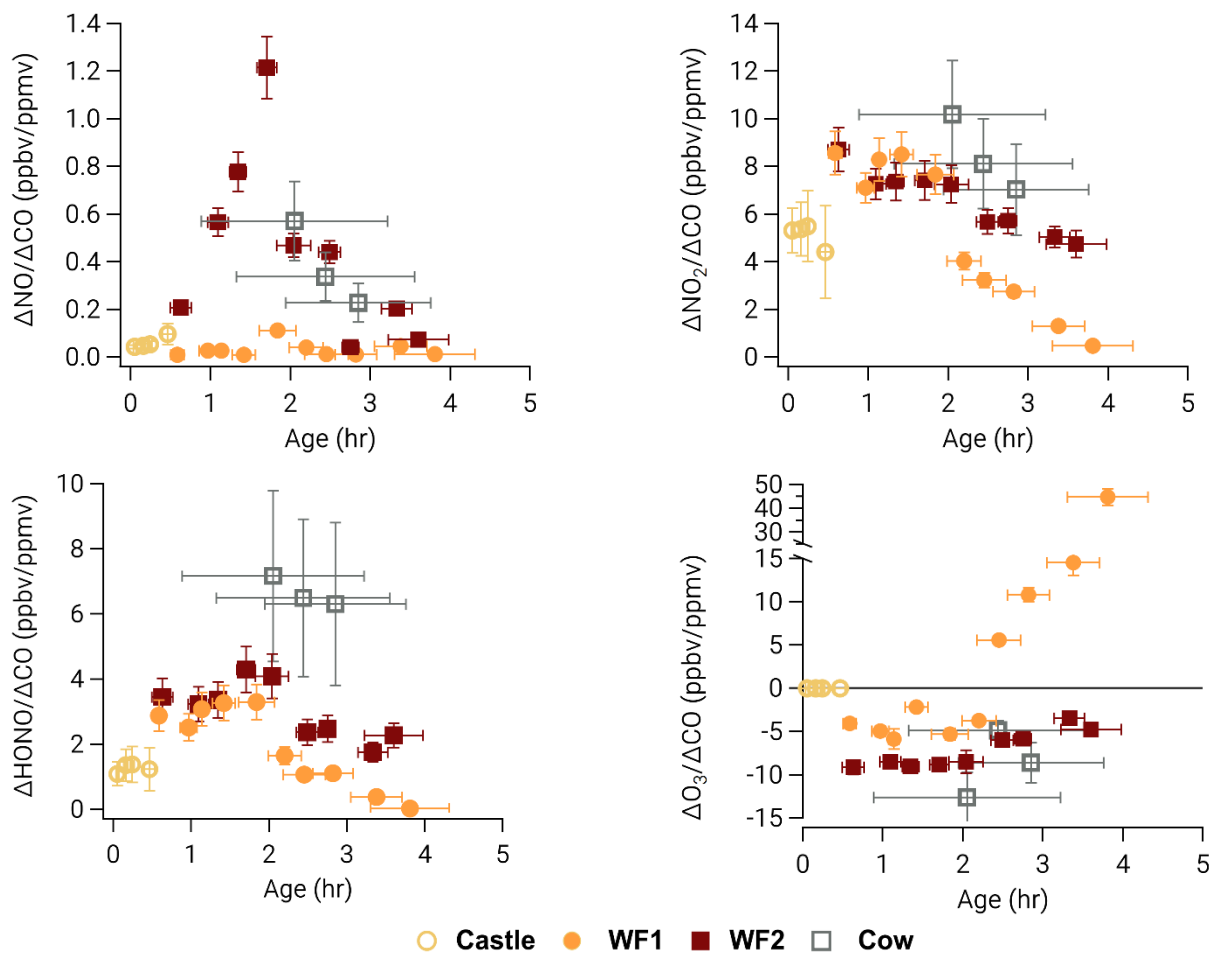 1.4
1.2
1.0
0.8
0.6
0.4
0.2
0.0
ΔNO/ΔCO (ppbv/ppmv)
0 1 2 3 4 5
Age (hr)
14
12
10
8
6
4
2
0
ΔNO₂/ΔCO (ppbv/ppmv)
0 1 2 3 4 5
Age (hr)
10
8
6
4
2
0
ΔHONO/ΔCO (ppbv/ppmv)
0 1 2 3 4 5
Age (hr)
50
40
30
15
10
5
0
-5
-10
-15
ΔO₃/ΔCO (ppbv/ppmv)
0 1 2 3 4 5
Age (hr)
Castle WF1 WF2 Cow